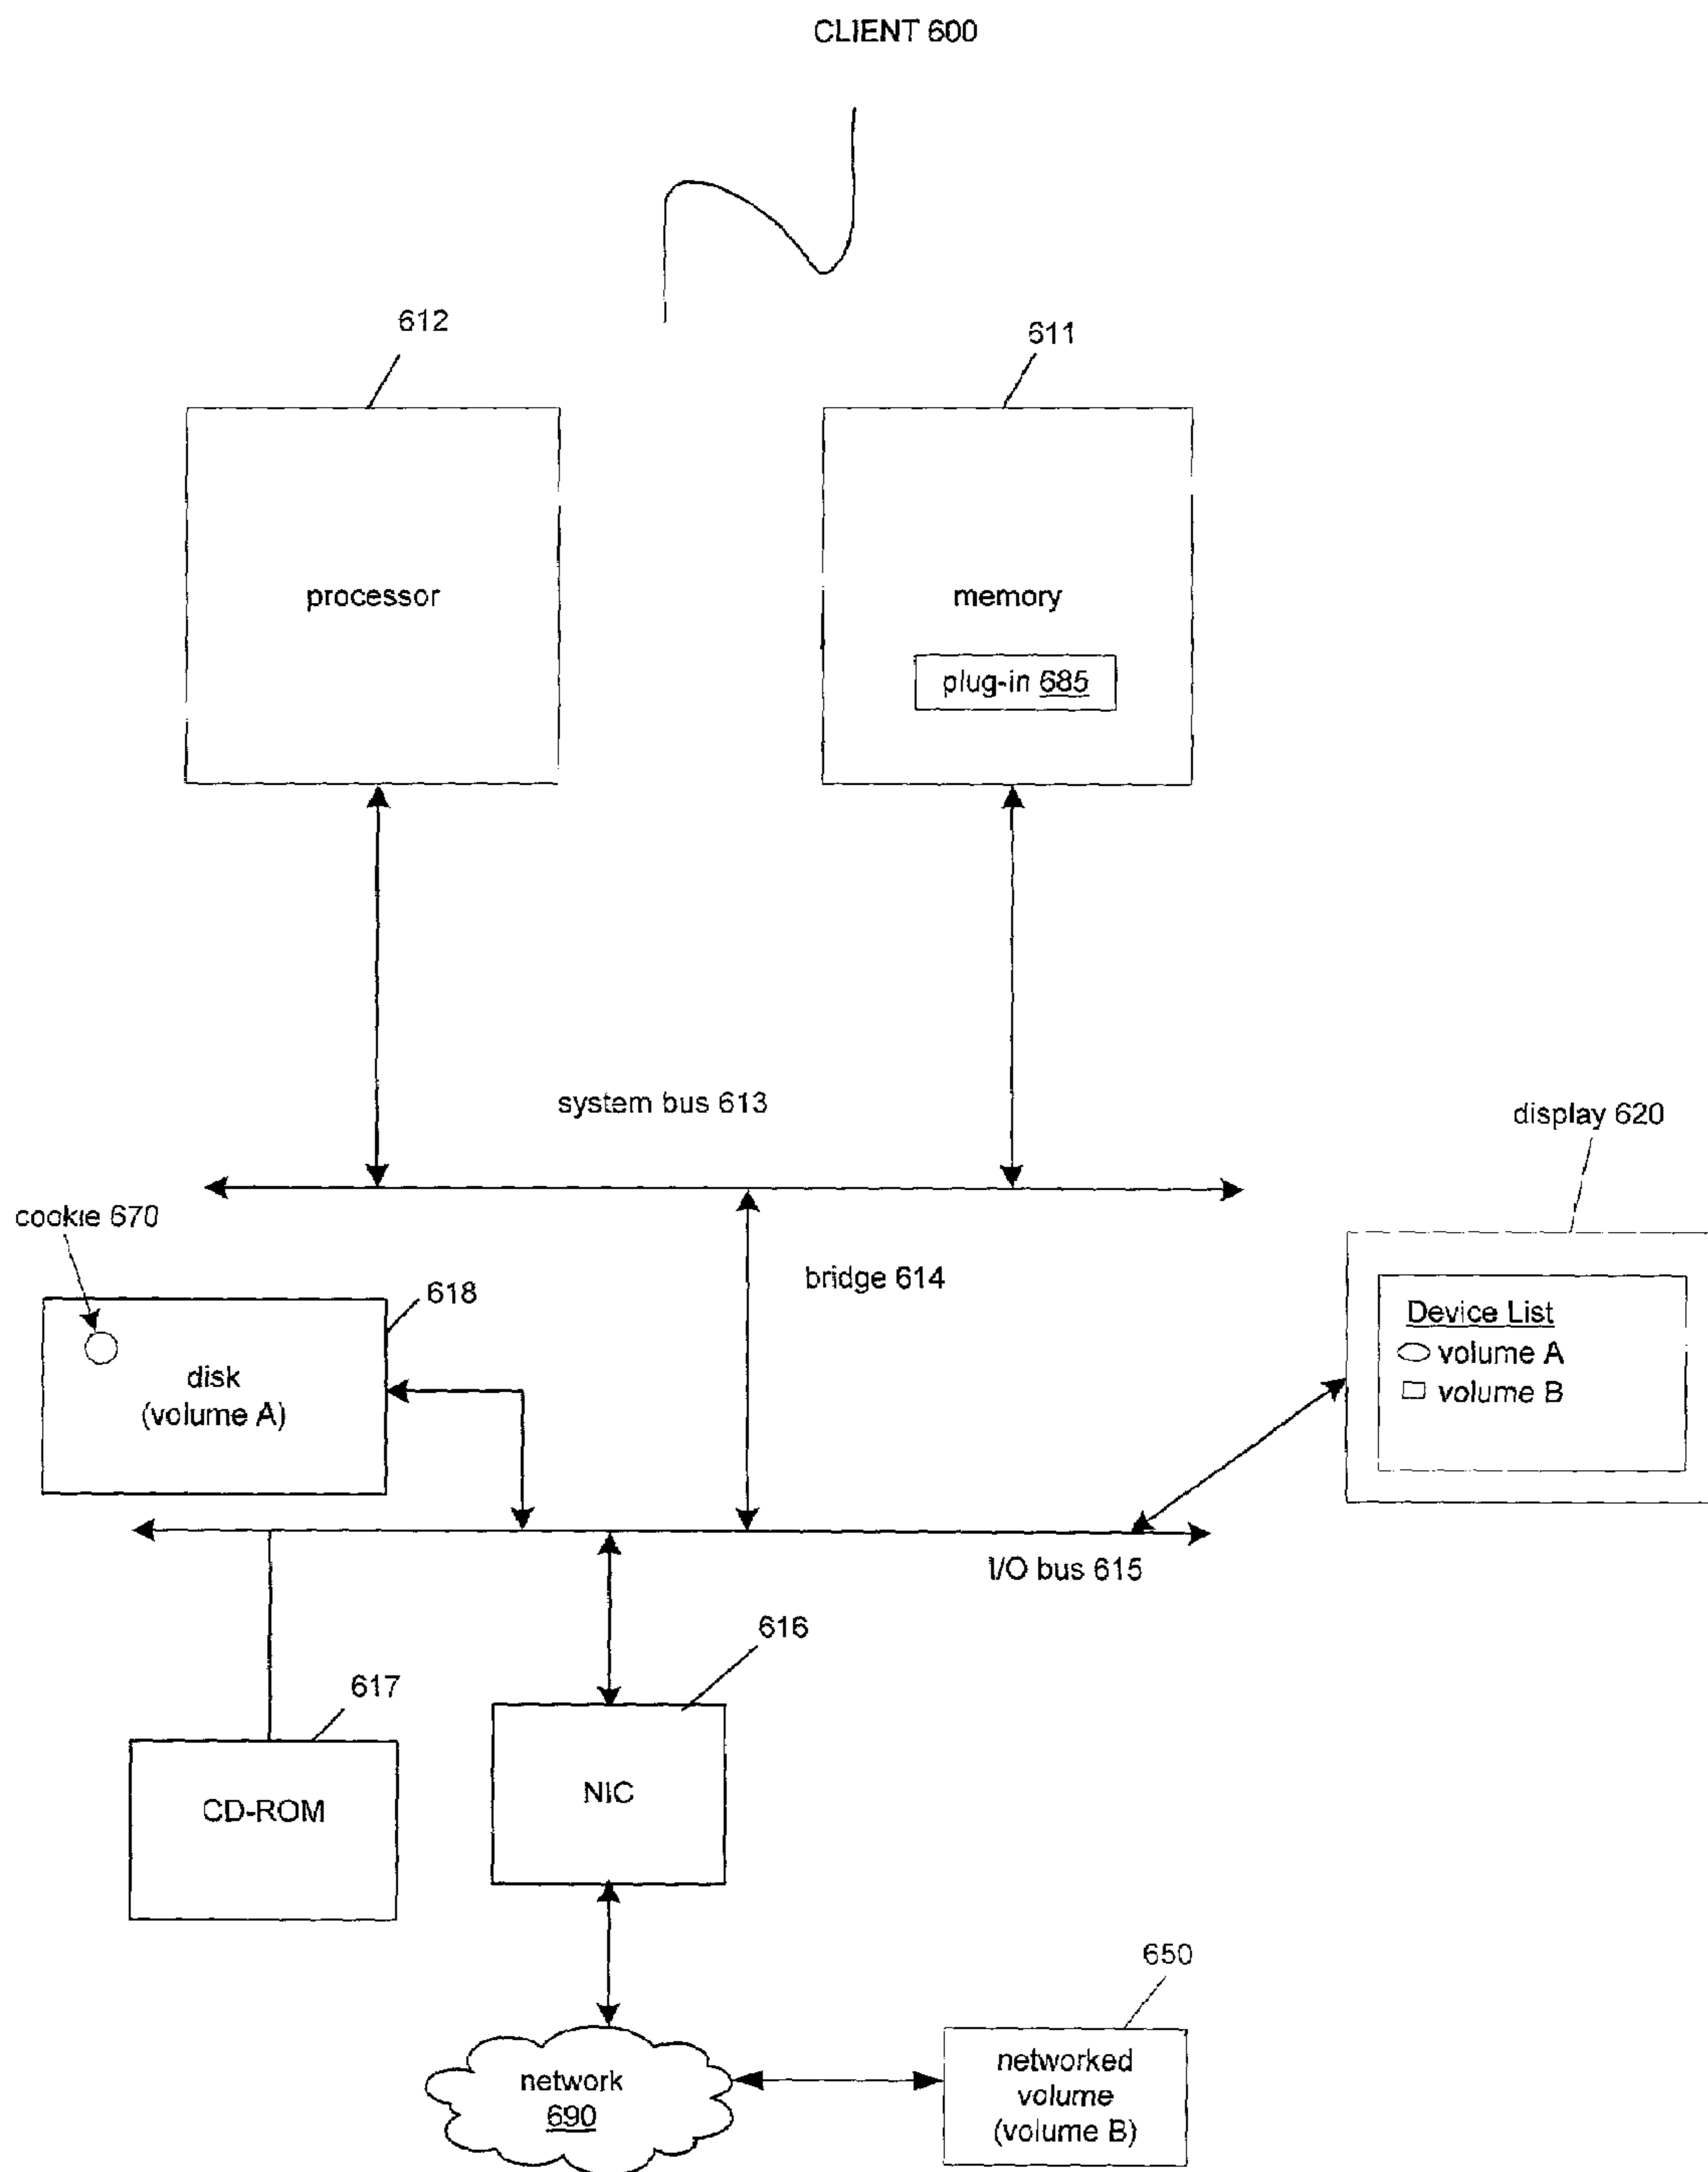 CLIENT 600
612
611
processor
memory
plug-in 685
system bus 613
display 620
cookie 670
bridge 614
618
Device List
volume A
volume B
disk
(volume A)
I/O bus 615
616
617
NIC
CD-ROM
650
networked
volume
(volume B)
network
690